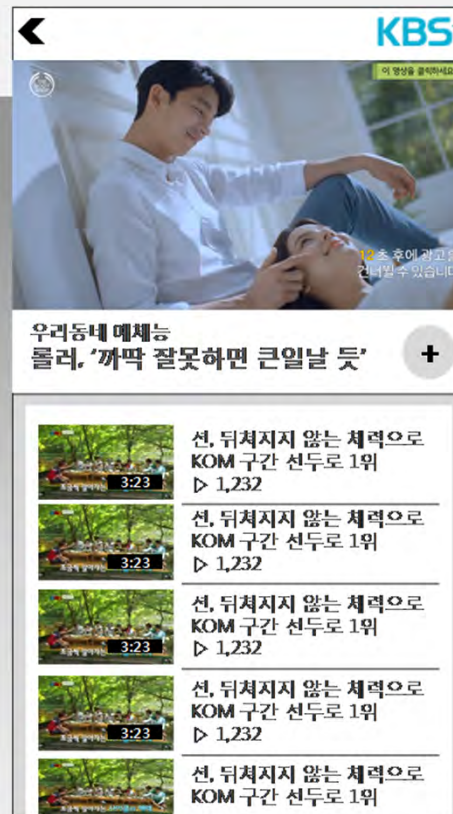 KBS
이 영상을 클릭하세요
12초 후에 광고를
건너뛸 수 있습니다
우리동네 예체능
롤러, ‘까딱 잘못하면 큰일날 듯’
+
3:23
션, 뒤쳐지지 않는 체력으로
KOM 구간 선두로 1위
▷ 1,232
3:23
션, 뒤쳐지지 않는 체력으로
KOM 구간 선두로 1위
▷ 1,232
3:23
션, 뒤쳐지지 않는 체력으로
KOM 구간 선두로 1위
▷ 1,232
3:23
션, 뒤쳐지지 않는 체력으로
KOM 구간 선두로 1위
▷ 1,232
션, 뒤쳐지지 않는 체력으로
KOM 구간 선두로 1위